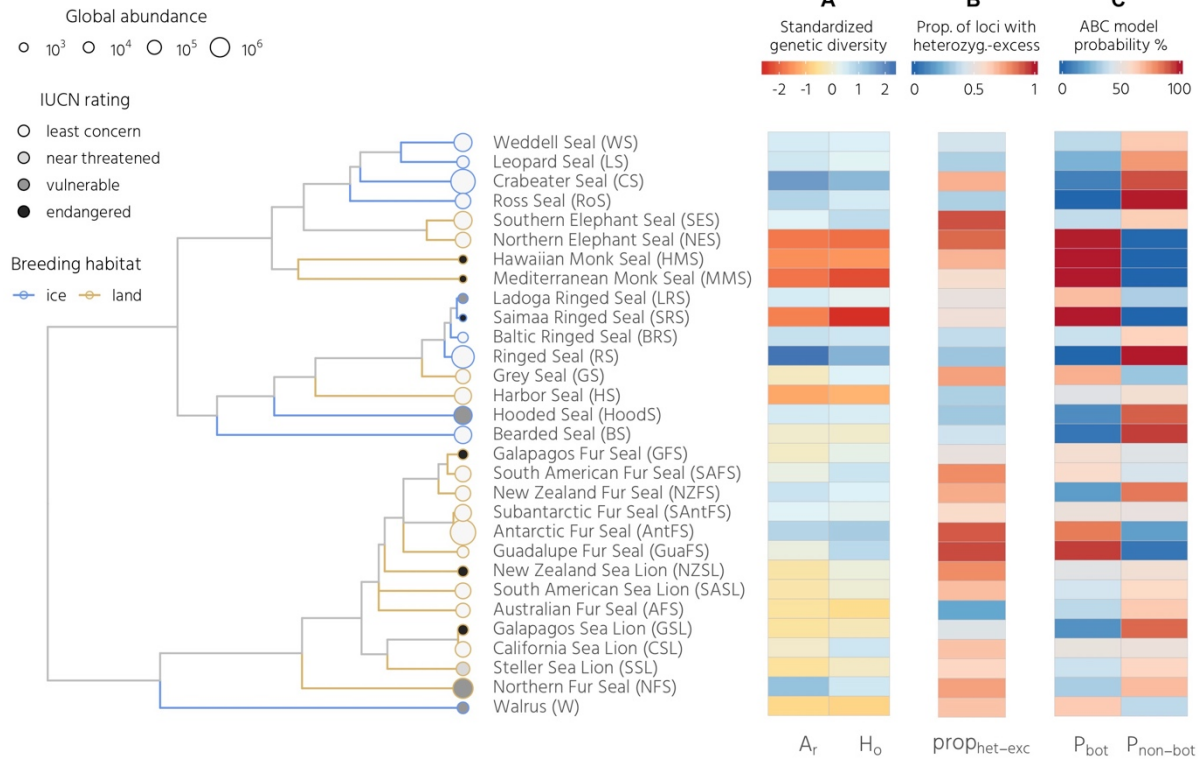 Global abundance
10³ 10⁴ 10⁵ 10⁶
IUCN rating
least concern
near threatened
vulnerable
endangered
Breeding habitat
ice land
A B C
Standardized genetic diversity
Prop. of loci with heterozyg.-excess
ABC model probability %
-2 -1 0 1 2
0 0.5 1
0 50 100
Weddell Seal (WS)
Leopard Seal (LS)
Crabeater Seal (CS)
Ross Seal (RoS)
Southern Elephant Seal (SES)
Northern Elephant Seal (NES)
Hawaiian Monk Seal (HMS)
Mediterranean Monk Seal (MMS)
Ladoga Ringed Seal (LRS)
Saimaa Ringed Seal (SRS)
Baltic Ringed Seal (BRS)
Ringed Seal (RS)
Grey Seal (GS)
Harbor Seal (HS)
Hooded Seal (HoodS)
Bearded Seal (BS)
Galapagos Fur Seal (GFS)
South American Fur Seal (SAFS)
New Zealand Fur Seal (NZFS)
Subantarctic Fur Seal (SAntFS)
Antarctic Fur Seal (AntFS)
Guadalupe Fur Seal (GuaFS)
New Zealand Sea Lion (NZSL)
South American Sea Lion (SASL)
Australian Fur Seal (AFS)
Galapagos Sea Lion (GSL)
California Sea Lion (CSL)
Steller Sea Lion (SSL)
Northern Fur Seal (NFS)
Walrus (W)
Aᵣ Hₒ prop_het–exc P_bot P_non–bot